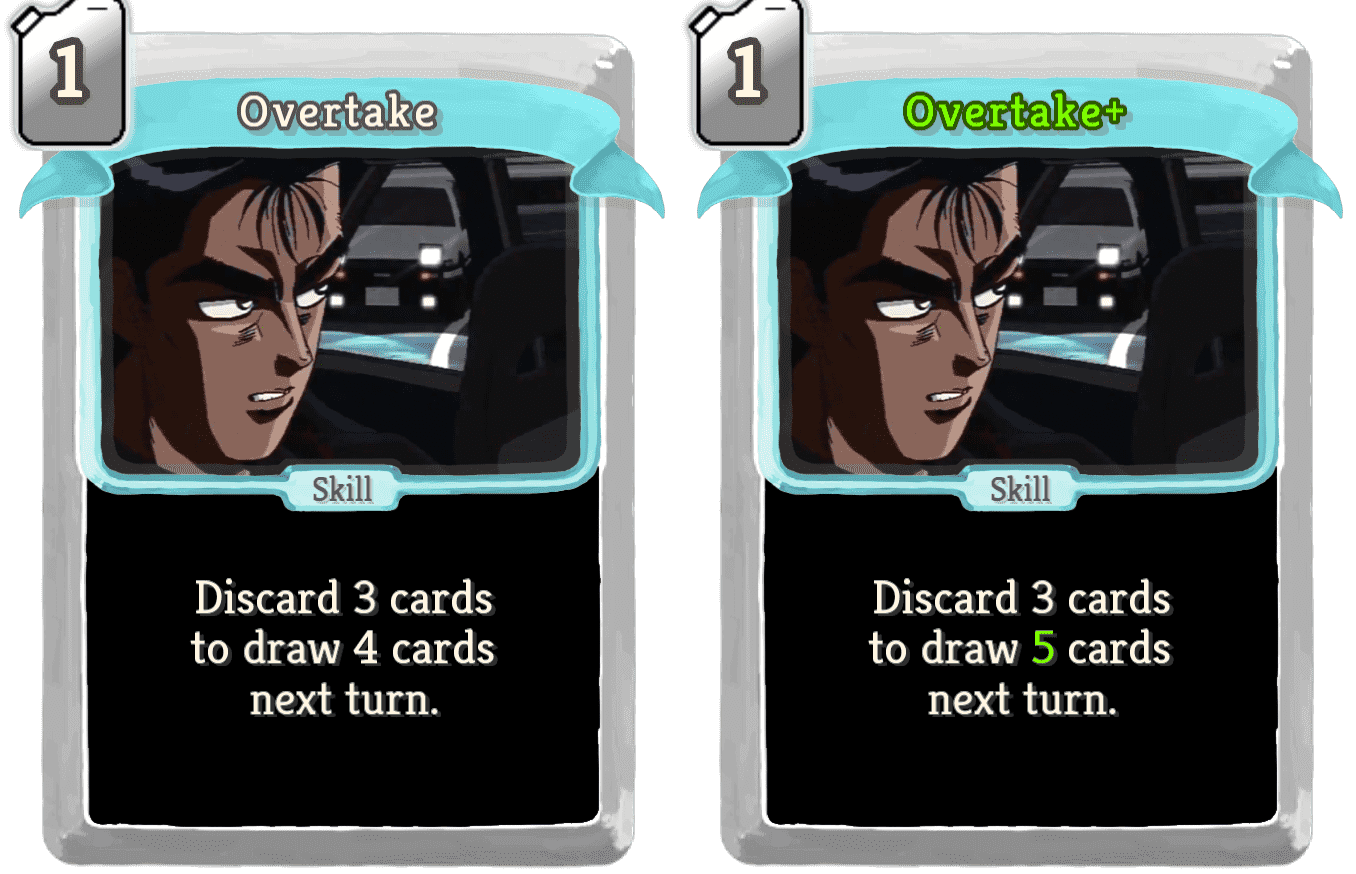 1
Overtake
Skill
Discard 3 cards
to draw 4 cards
next turn.
1
Overtake+
Skill
Discard 3 cards
to draw 5 cards
next turn.